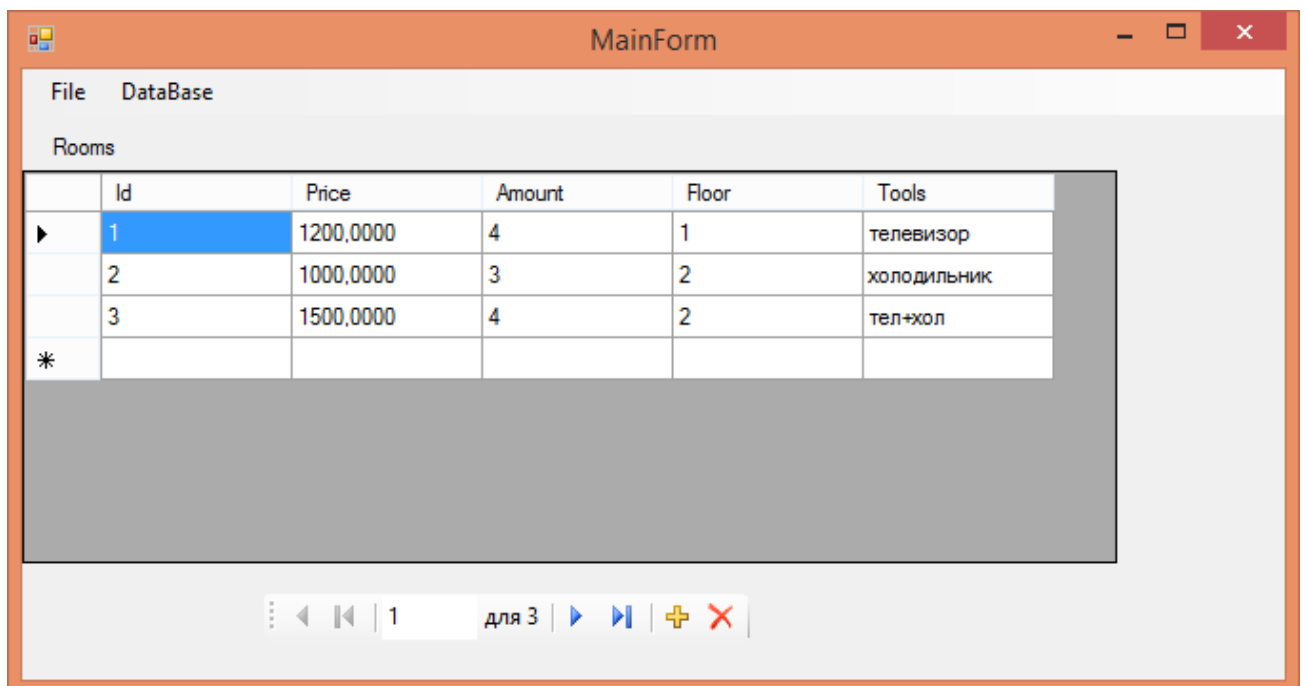 MainForm
File DataBase
Rooms
Id Price Amount Floor Tools
1 1200,0000 4 1 телевизор
2 1000,0000 3 2 холодильник
3 1500,0000 4 2 тел+хол
1 для 3